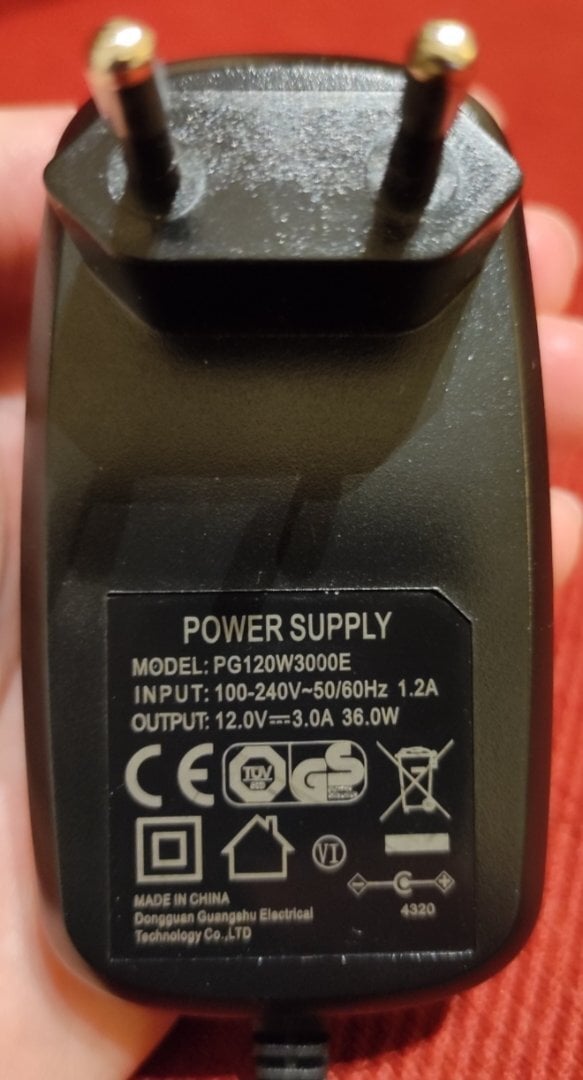 POWER SUPPLY
MODEL: PG120W3000E
INPUT: 100-240V~50/60Hz 1.2A
OUTPUT: 12.0V⎓3.0A 36.0W
CE TÜV GS
VI
4320
MADE IN CHINA
Dongguan Guangshu Electrical
Technology Co.,LTD